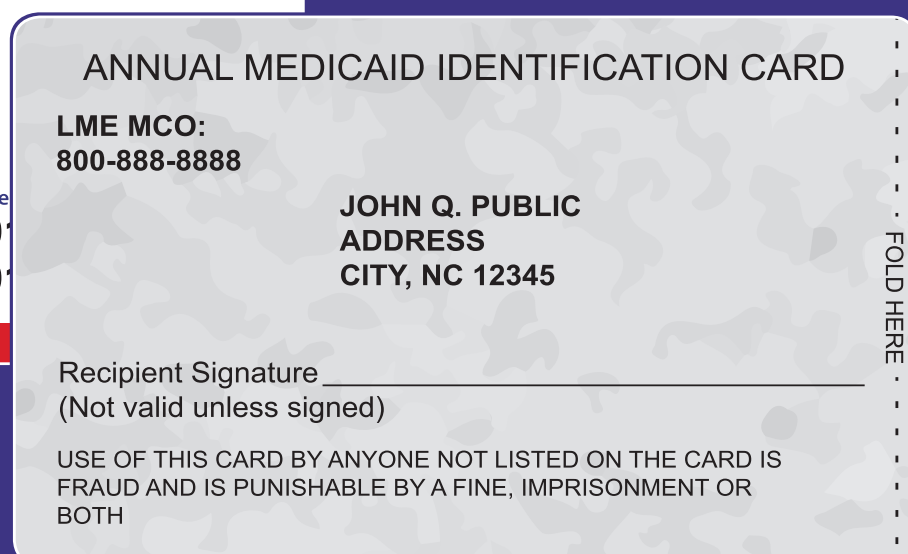 ANNUAL MEDICAID IDENTIFICATION CARD
LME MCO:
800-888-8888
JOHN Q. PUBLIC
ADDRESS
CITY, NC 12345
FOLD HERE
Recipient Signature
(Not valid unless signed)
USE OF THIS CARD BY ANYONE NOT LISTED ON THE CARD IS
FRAUD AND IS PUNISHABLE BY A FINE, IMPRISONMENT OR
BOTH